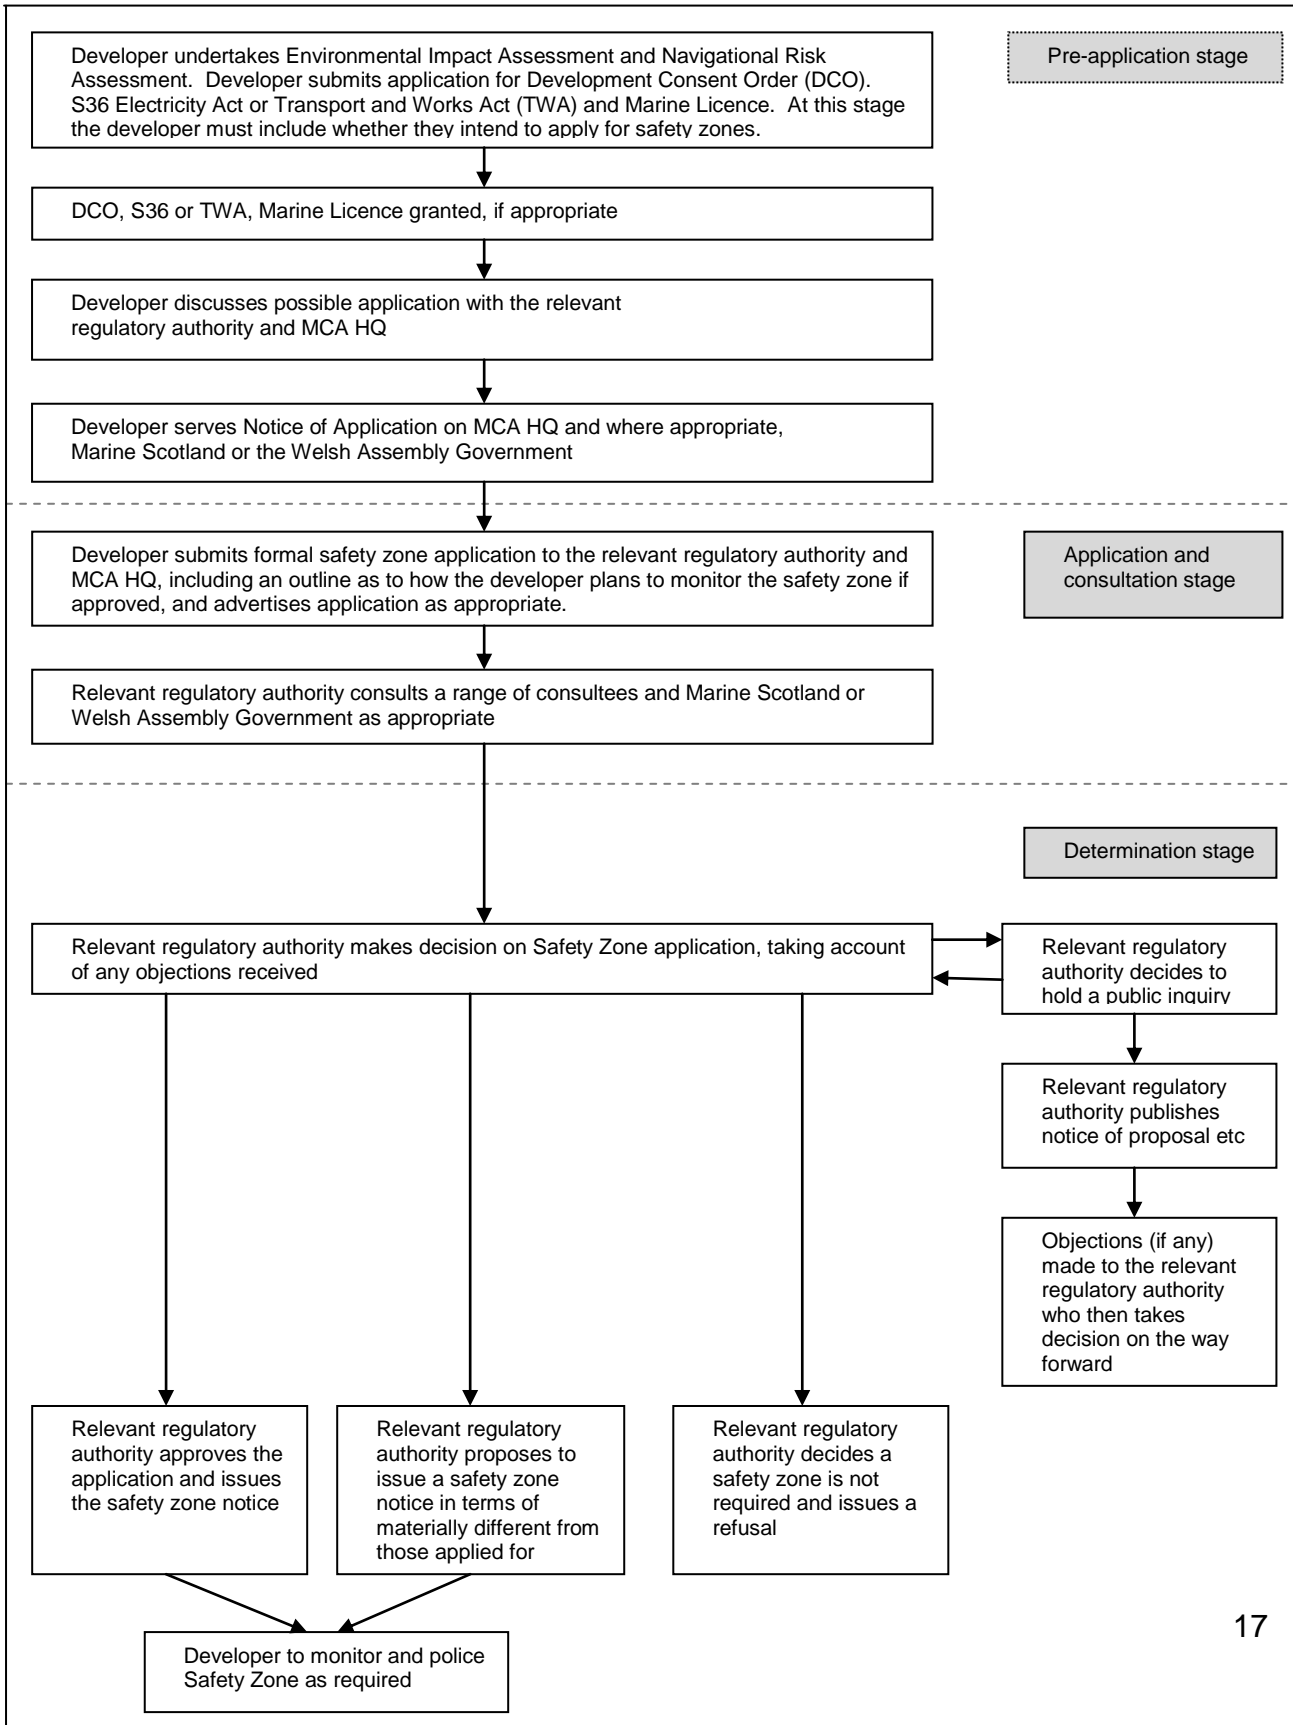 Developer undertakes Environmental Impact Assessment and Navigational Risk
Assessment. Developer submits application for Development Consent Order (DCO).
S36 Electricity Act or Transport and Works Act (TWA) and Marine Licence. At this stage
the developer must include whether they intend to apply for safety zones.
Pre-application stage
DCO, S36 or TWA, Marine Licence granted, if appropriate
Developer discusses possible application with the relevant
regulatory authority and MCA HQ
Developer serves Notice of Application on MCA HQ and where appropriate,
Marine Scotland or the Welsh Assembly Government
Developer submits formal safety zone application to the relevant regulatory authority and
MCA HQ, including an outline as to how the developer plans to monitor the safety zone if
approved, and advertises application as appropriate.
Application and
consultation stage
Relevant regulatory authority consults a range of consultees and Marine Scotland or
Welsh Assembly Government as appropriate
Determination stage
Relevant regulatory authority makes decision on Safety Zone application, taking account
of any objections received
Relevant regulatory
authority decides to
hold a public inquiry
Relevant regulatory
authority publishes
notice of proposal etc
Objections (if any)
made to the relevant
regulatory authority
who then takes
decision on the way
forward
Relevant regulatory
authority approves the
application and issues
the safety zone notice
Relevant regulatory
authority proposes to
issue a safety zone
notice in terms of
materially different from
those applied for
Relevant regulatory
authority decides a
safety zone is not
required and issues a
refusal
Developer to monitor and police
Safety Zone as required
17